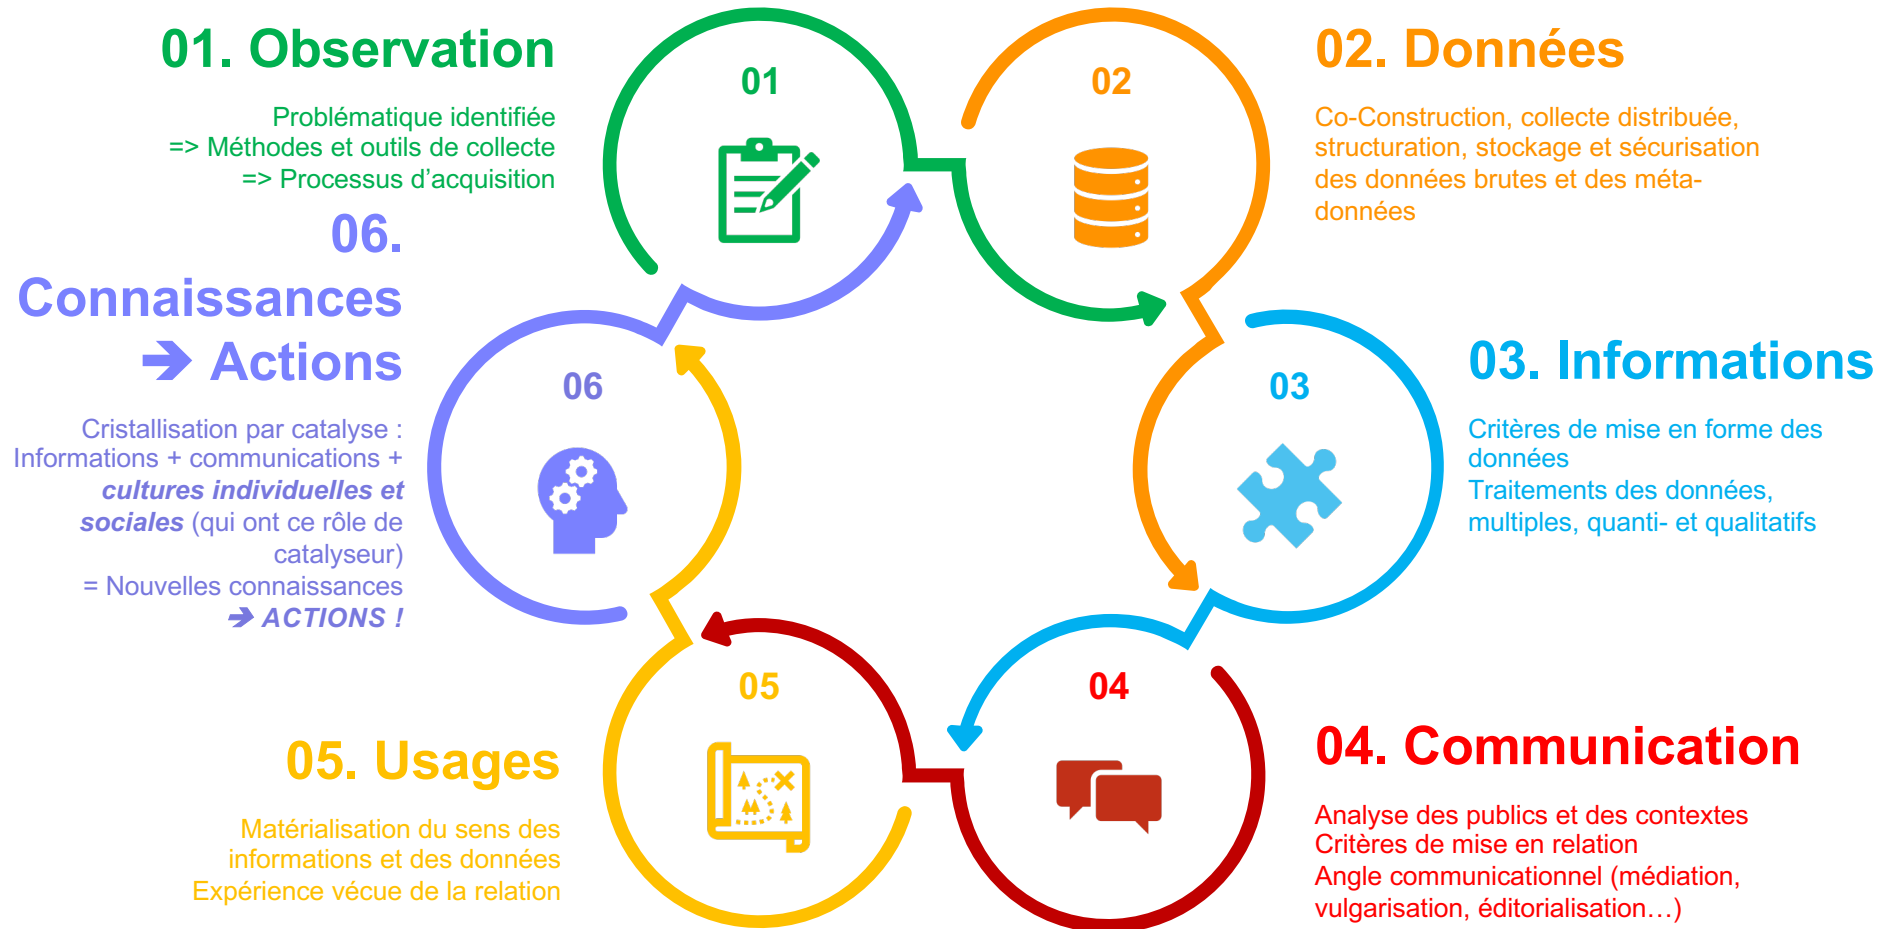 01. Observation
Problématique identifiée
=> Méthodes et outils de collecte
=> Processus d’acquisition
01
02
02. Données
Co-Construction, collecte distribuée,
structuration, stockage et sécurisation
des données brutes et des méta-
données
03
03. Informations
Critères de mise en forme des
données
Traitements des données,
multiples, quanti- et qualitatifs
04
04. Communication
Analyse des publics et des contextes
Critères de mise en relation
Angle communicationnel (médiation,
vulgarisation, éditorialisation…)
05
05. Usages
Matérialisation du sens des
informations et des données
Expérience vécue de la relation
06.
Connaissances
➔ Actions
06
Cristallisation par catalyse :
Informations + communications +
cultures individuelles et
sociales (qui ont ce rôle de
catalyseur)
= Nouvelles connaissances
➔ ACTIONS !